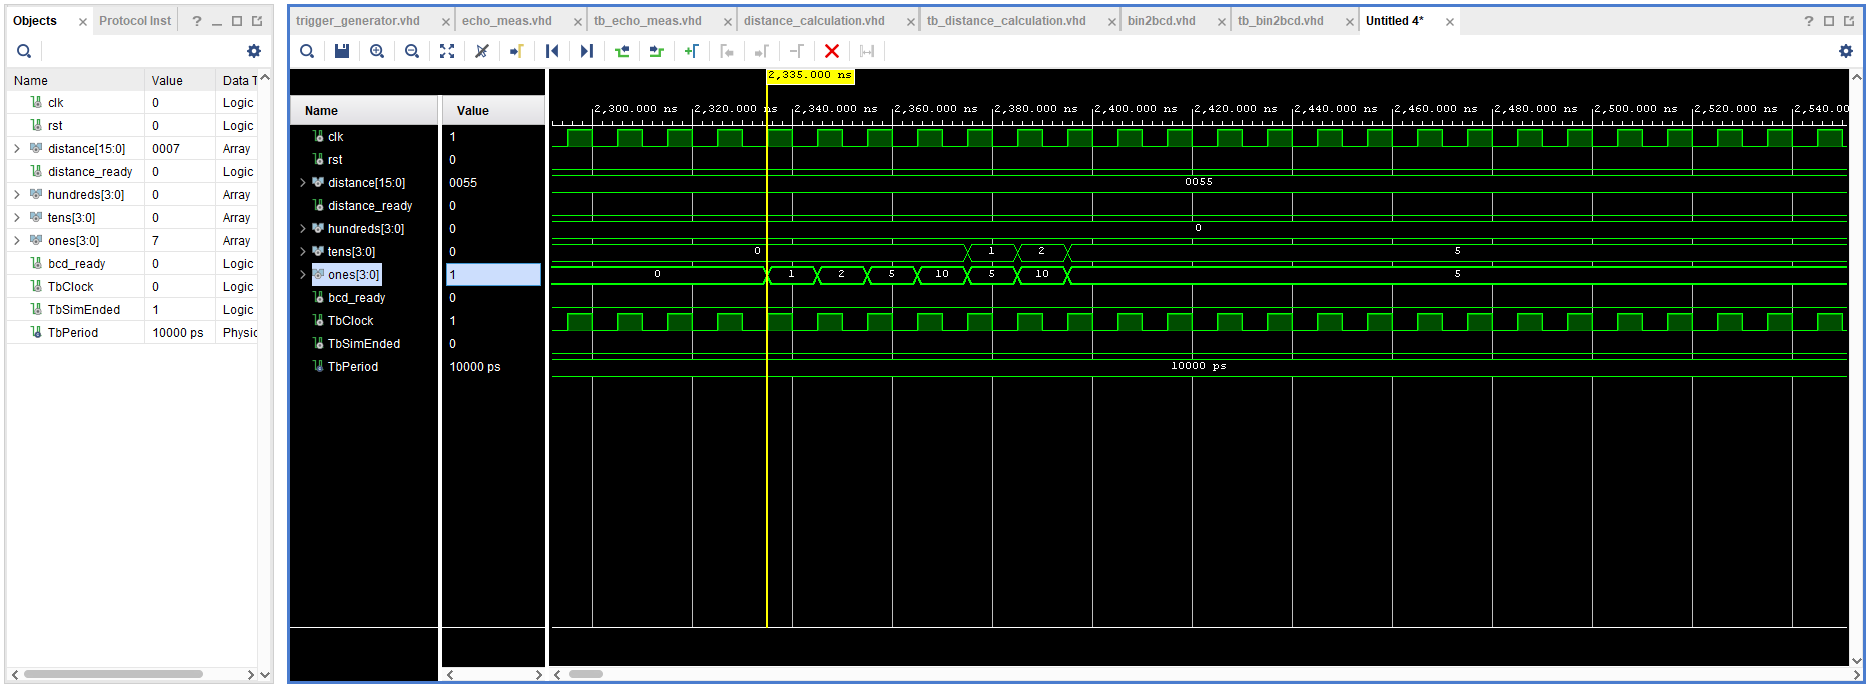 Objects
Protocol Inst
?
Name Value Data T
clk 0 Logic
rst 0 Logic
distance[15:0] 0007 Array
distance_ready 0 Logic
hundreds[3:0] 0 Array
tens[3:0] 0 Array
ones[3:0] 7 Array
bcd_ready 0 Logic
TbClock 0 Logic
TbSimEnded 1 Logic
TbPeriod 10000 ps Physic
trigger_generator.vhd
echo_meas.vhd
tb_echo_meas.vhd
distance_calculation.vhd
tb_distance_calculation.vhd
bin2bcd.vhd
tb_bin2bcd.vhd
Untitled 4*
?
2,335.000 ns
2,300.000 ns 2,320.000 ns 2,340.000 ns 2,360.000 ns 2,380.000 ns 2,400.000 ns 2,420.000 ns 2,440.000 ns 2,460.000 ns 2,480.000 ns 2,500.000 ns 2,520.000 ns 2,540.00
Name Value
clk 1
rst 0
distance[15:0] 0055 0055
distance_ready 0
hundreds[3:0] 0 0
tens[3:0] 0 0 1 2 5
ones[3:0] 1 0 1 2 5 10 5 10 5
bcd_ready 0
TbClock 1
TbSimEnded 0
TbPeriod 10000 ps 10000 ps